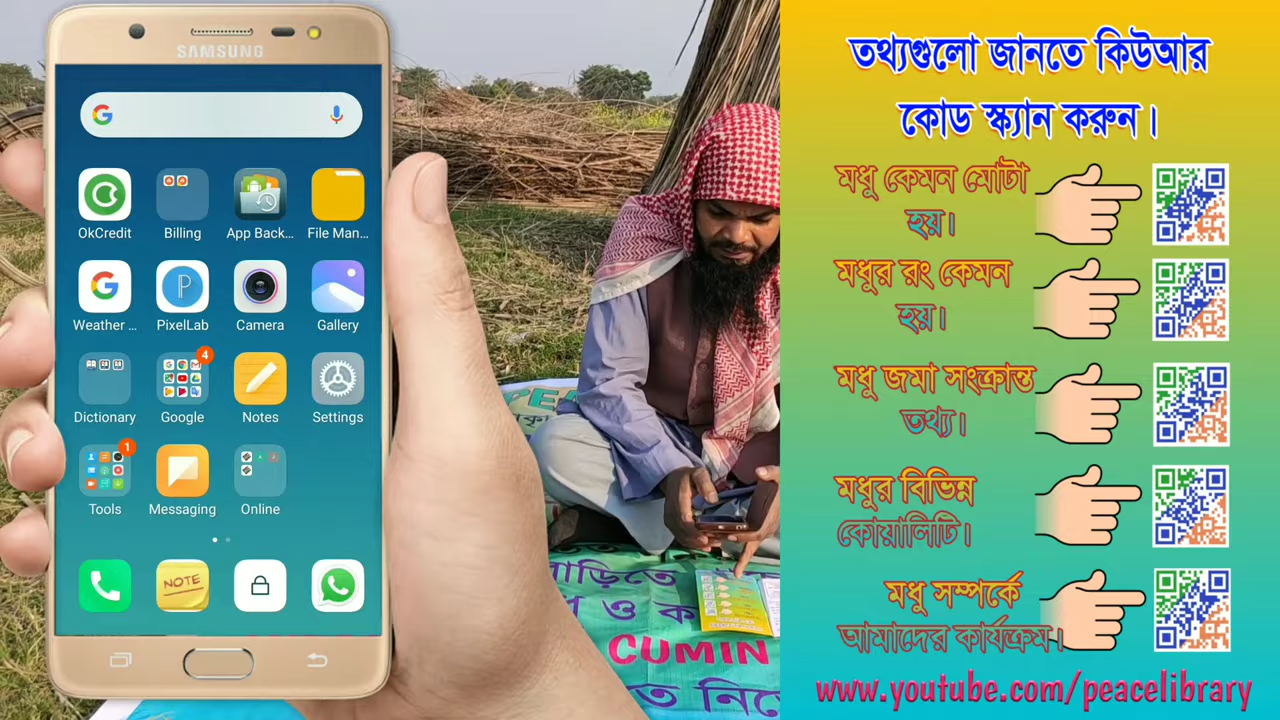 SAMSUNG
OkCredit
Billing
App Back...
File Man...
Weather ...
PixelLab
Camera
Gallery
Dictionary
4
Google
Notes
Settings
1
Tools
Messaging
Online
NOTE
CUMIN
তথ্যগুলো জানতে কিউআর
কোড স্ক্যান করুন।
মধু কেমন মোটা
হয়।
মধুর রং কেমন
হয়।
মধু জমা সংক্রান্ত
তথ্য।
মধুর বিভিন্ন
কোয়ালিটি।
মধু সম্পর্কে
আমাদের কার্যক্রম।
www.youtube.com/peacelibrary